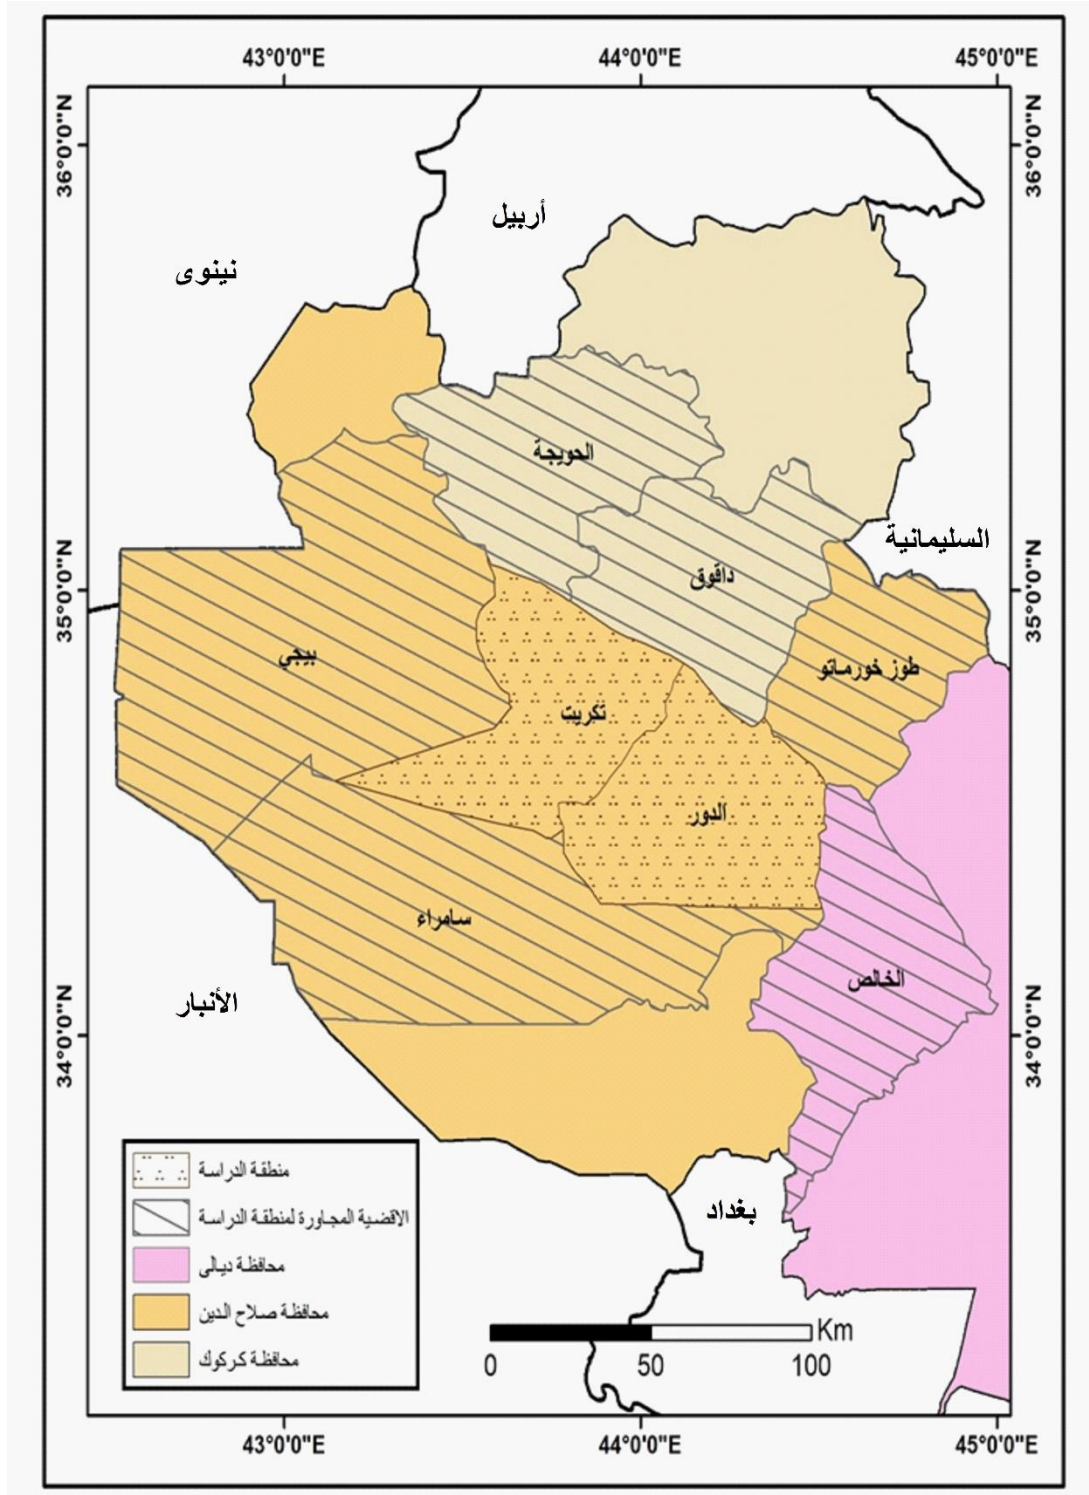 43°0'0"E
44°0'0"E
45°0'0"E
36°0'0"N
36°0'0"N
أربيل
نينوى
الحويجة
السليمانية
35°0'0"N
35°0'0"N
داقوق
بيجي
طوز خورماتو
تكريت
الدور
سامراء
الخالص
الأنبار
34°0'0"N
34°0'0"N
منطقة الدراسة
الاقضية المجاورة لمنطقة الدراسة
بغداد
محافظة ديالى
محافظة صلاح الدين
محافظة كركوك
Km
0
50
100
43°0'0"E
44°0'0"E
45°0'0"E